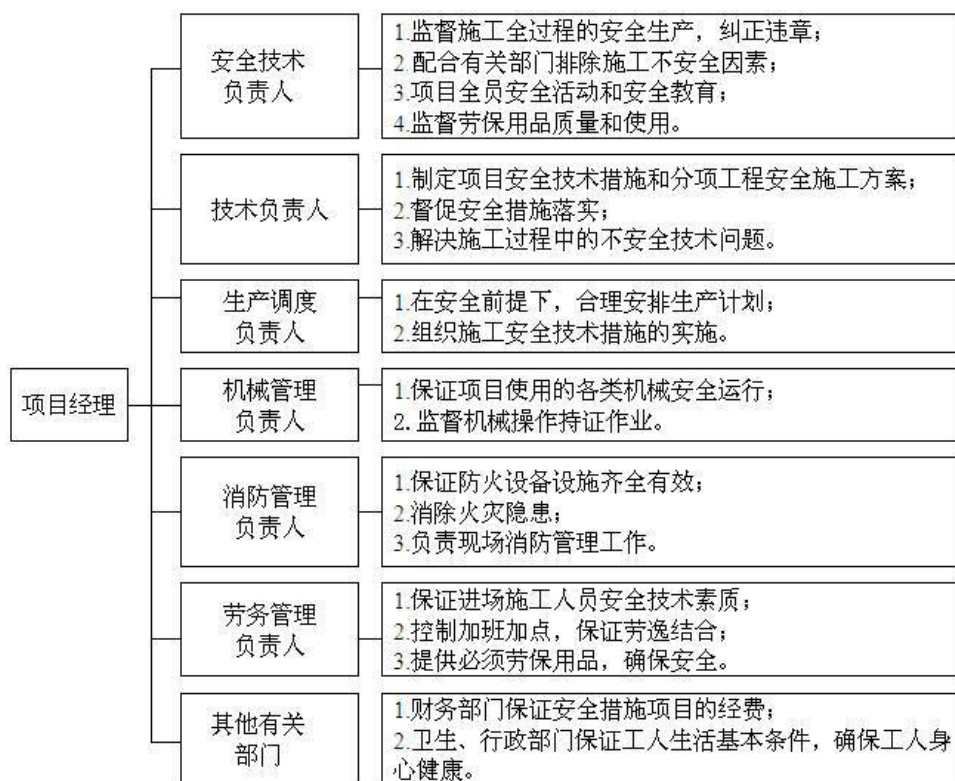 项目经理
安全技术
负责人
1.监督施工全过程的安全生产，纠正违章；
2.配合有关部门排除施工不安全因素；
3.项目全员安全活动和安全教育；
4.监督劳保用品质量和使用。
技术负责人
1.制定项目安全技术措施和分项工程安全施工方案；
2.督促安全措施落实；
3.解决施工过程中的不安全技术问题。
生产调度
负责人
1.在安全前提下，合理安排生产计划；
2.组织施工安全技术措施的实施。
机械管理
负责人
1.保证项目使用的各类机械安全运行；
2.监督机械操作持证作业。
消防管理
负责人
1.保证防火设备设施齐全有效；
2.消除火灾隐患；
3.负责现场消防管理工作。
劳务管理
负责人
1.保证进场施工人员安全技术素质；
2.控制加班加点，保证劳逸结合；
3.提供必须劳保用品，确保安全。
其他有关
部门
1.财务部门保证安全措施项目的经费；
2.卫生、行政部门保证工人生活基本条件，确保工人身
心健康。